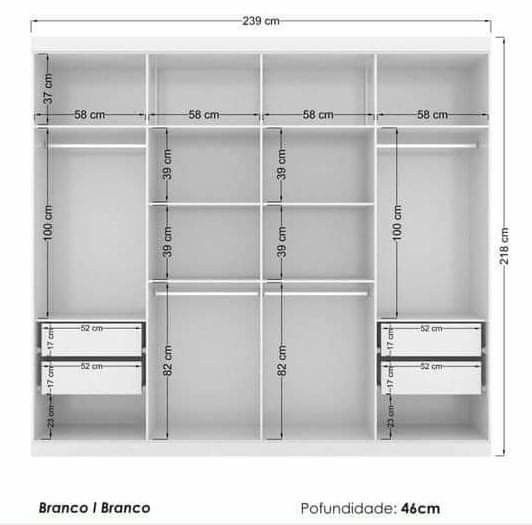 239 cm
37 cm
58 cm 58 cm 58 cm 58 cm
100 cm 39 cm 39 cm 100 cm
218 cm
39 cm 39 cm
52 cm 52 cm
17 cm 17 cm
82 cm 82 cm
52 cm 52 cm
17 cm 17 cm
23 cm 23 cm
Branco I Branco Pofundidade: 46cm